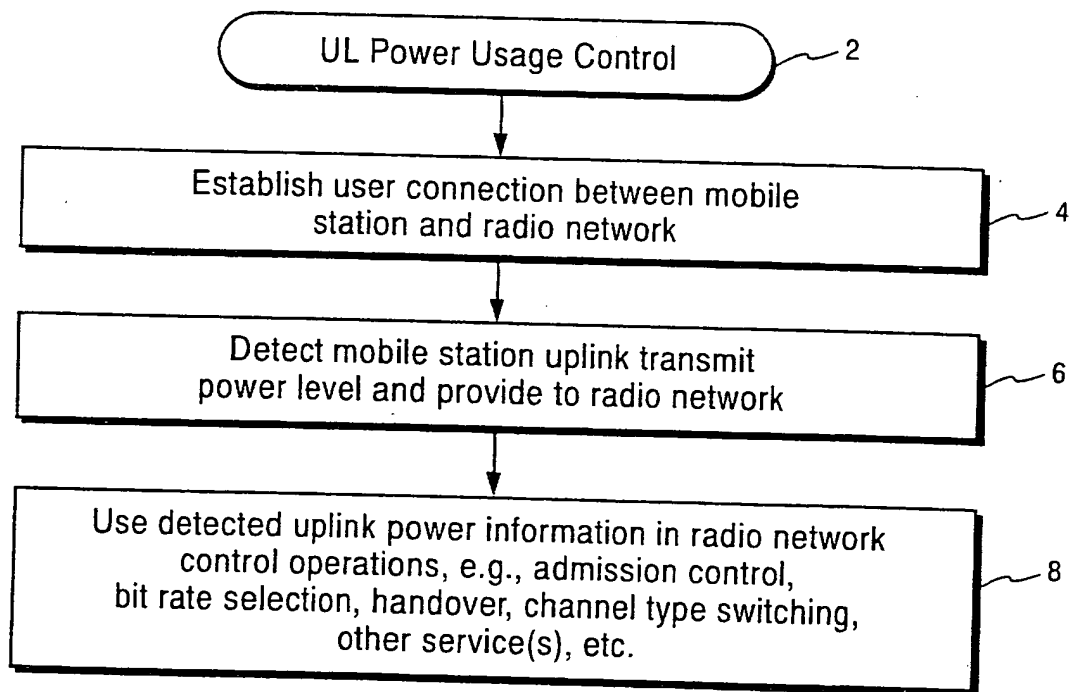 UL Power Usage Control
2
Establish user connection between mobile
station and radio network
4
Detect mobile station uplink transmit
power level and provide to radio network
6
Use detected uplink power information in radio network
control operations, e.g., admission control,
bit rate selection, handover, channel type switching,
other service(s), etc.
8